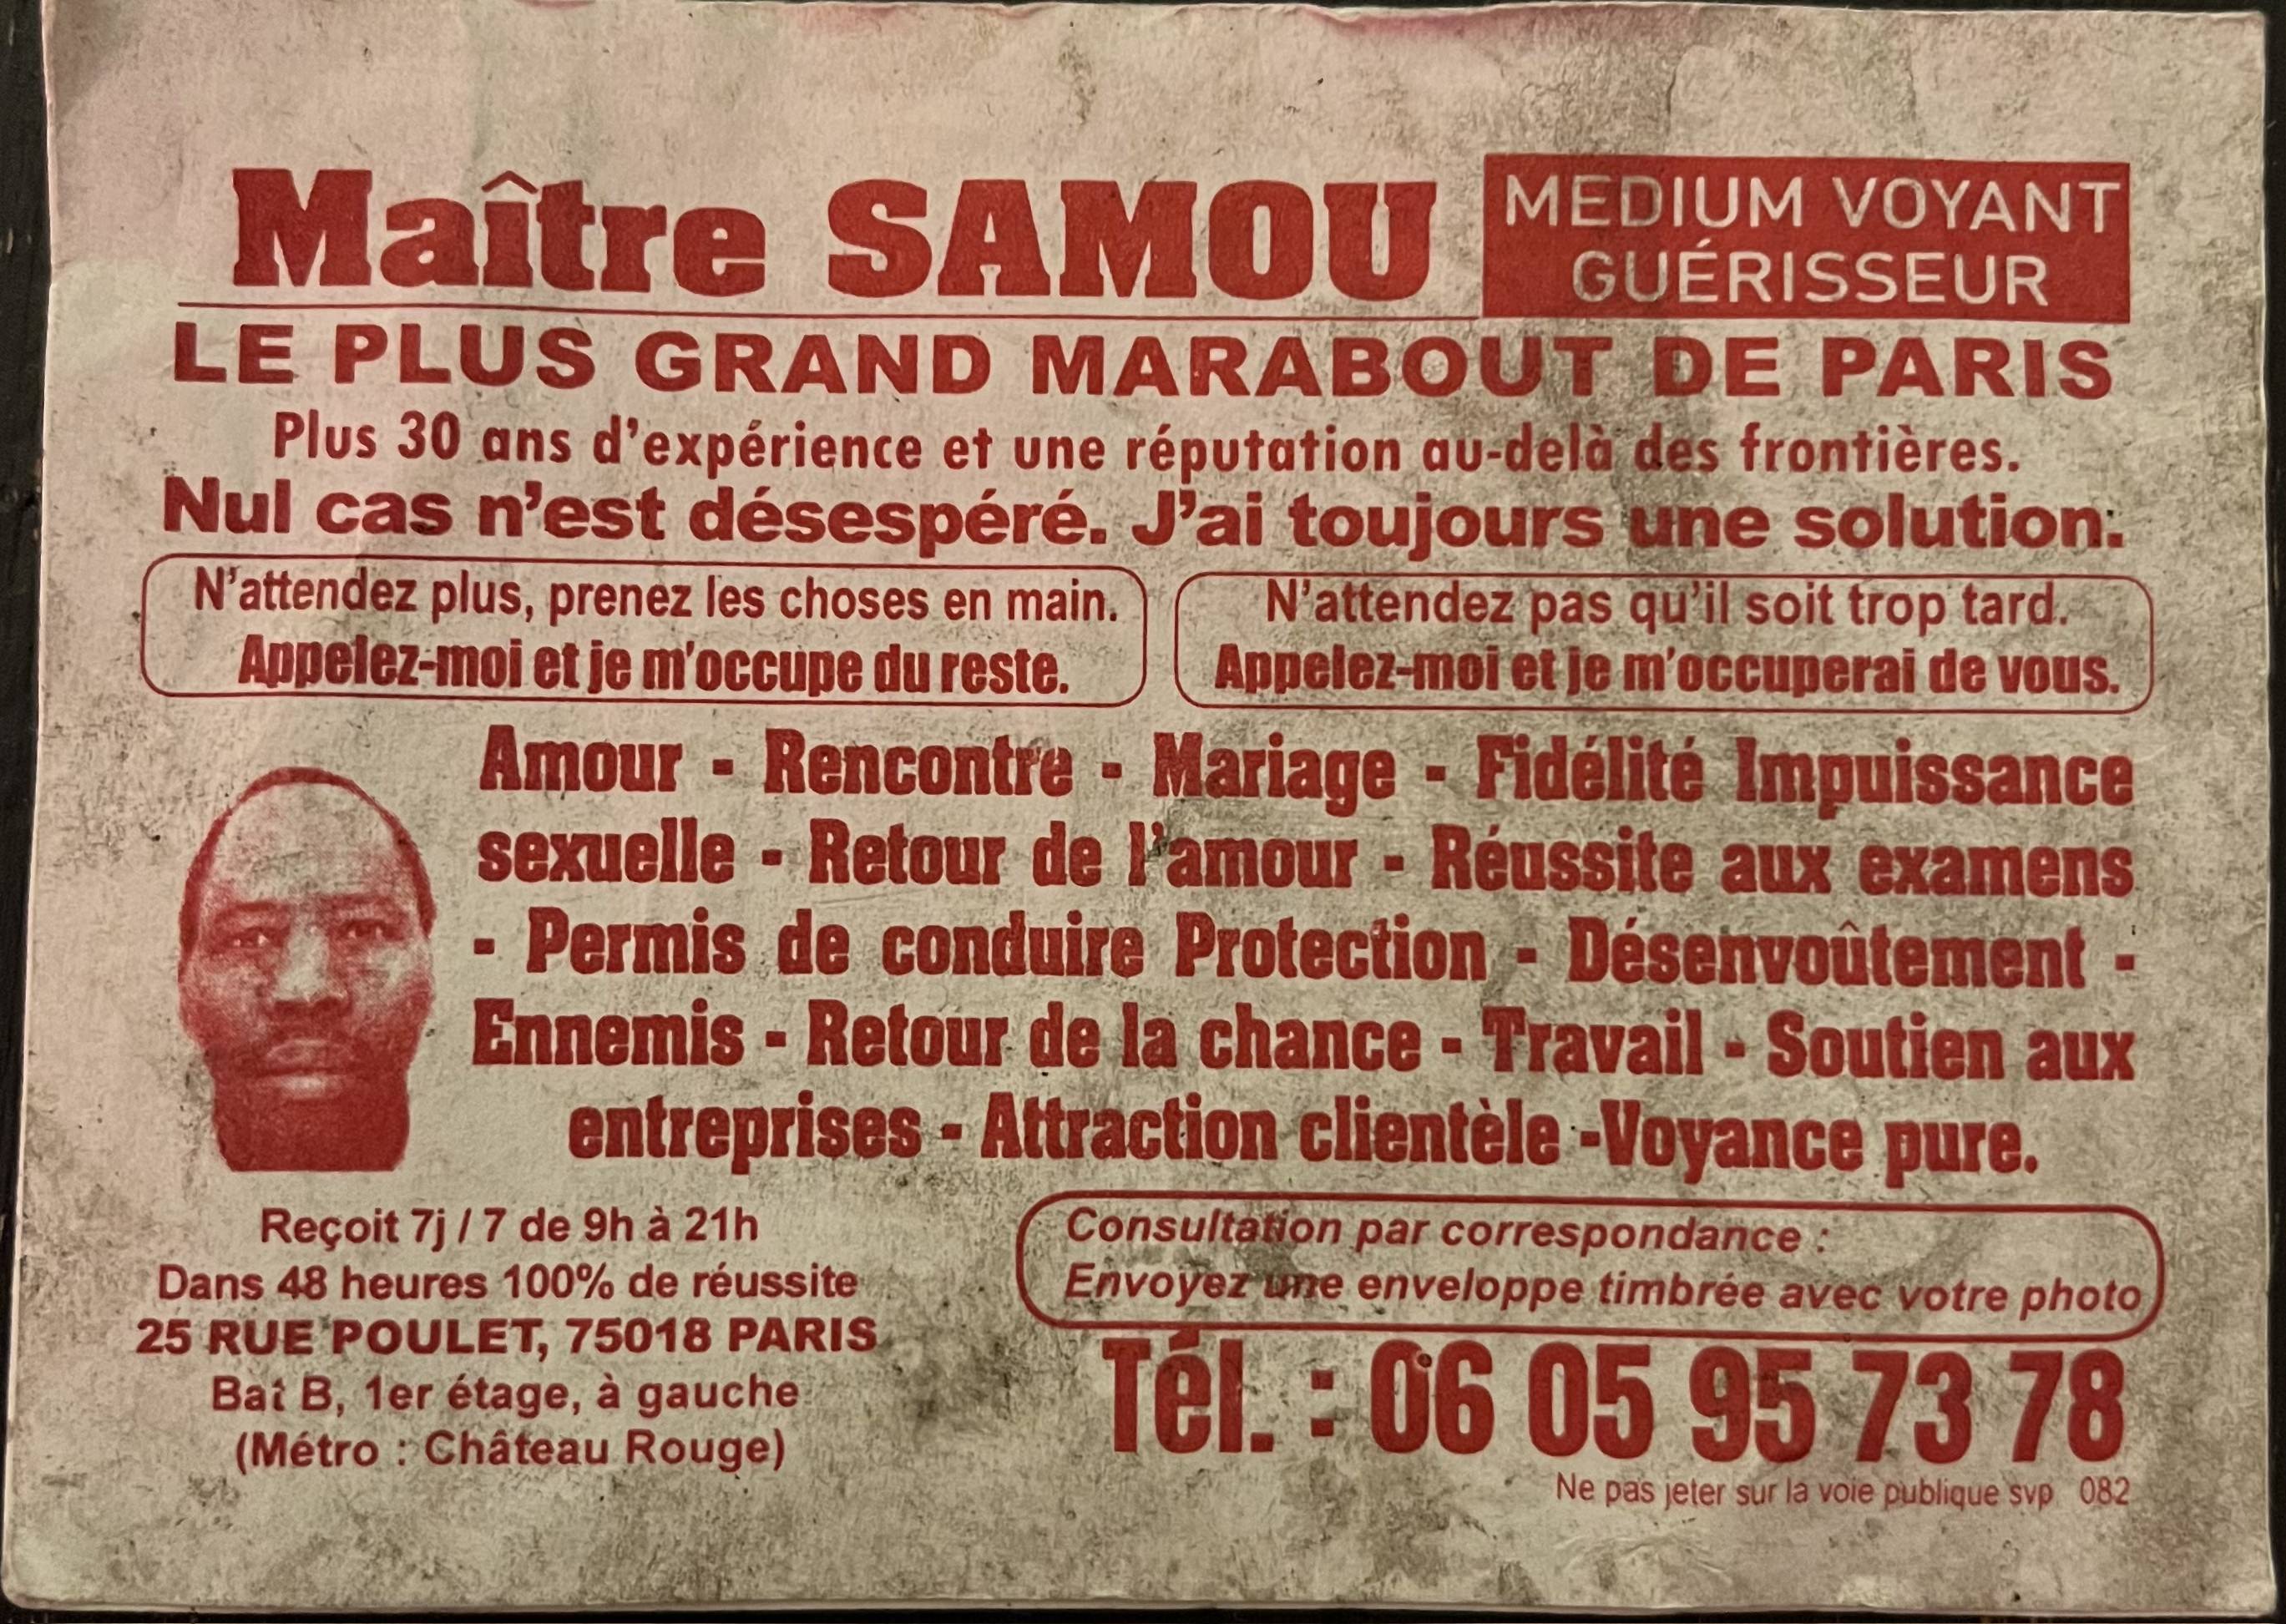 Maître SAMOU
MEDIUM VOYANT
GUÉRISSEUR
LE PLUS GRAND MARABOUT DE PARIS
Plus 30 ans d'expérience et une réputation au-delà des frontières.
Nul cas n'est désespéré. J'ai toujours une solution.
N'attendez plus, prenez les choses en main.
Appelez-moi et je m'occupe du reste.
N'attendez pas qu'il soit trop tard.
Appelez-moi et je m'occuperai de vous.
Amour - Rencontre - Mariage - Fidélité Impuissance
sexuelle - Retour de l'amour - Réussite aux examens
- Permis de conduire Protection - Désenvoûtement -
Ennemis - Retour de la chance - Travail - Soutien aux
entreprises - Attraction clientèle -Voyance pure.
Reçoit 7j / 7 de 9h à 21h
Dans 48 heures 100% de réussite
25 RUE POULET, 75018 PARIS
Bat B, 1er étage, à gauche
(Métro : Château Rouge)
Consultation par correspondance :
Envoyez une enveloppe timbrée avec votre photo
Tél. : 06 05 95 73 78
Ne pas jeter sur la voie publique svp 082